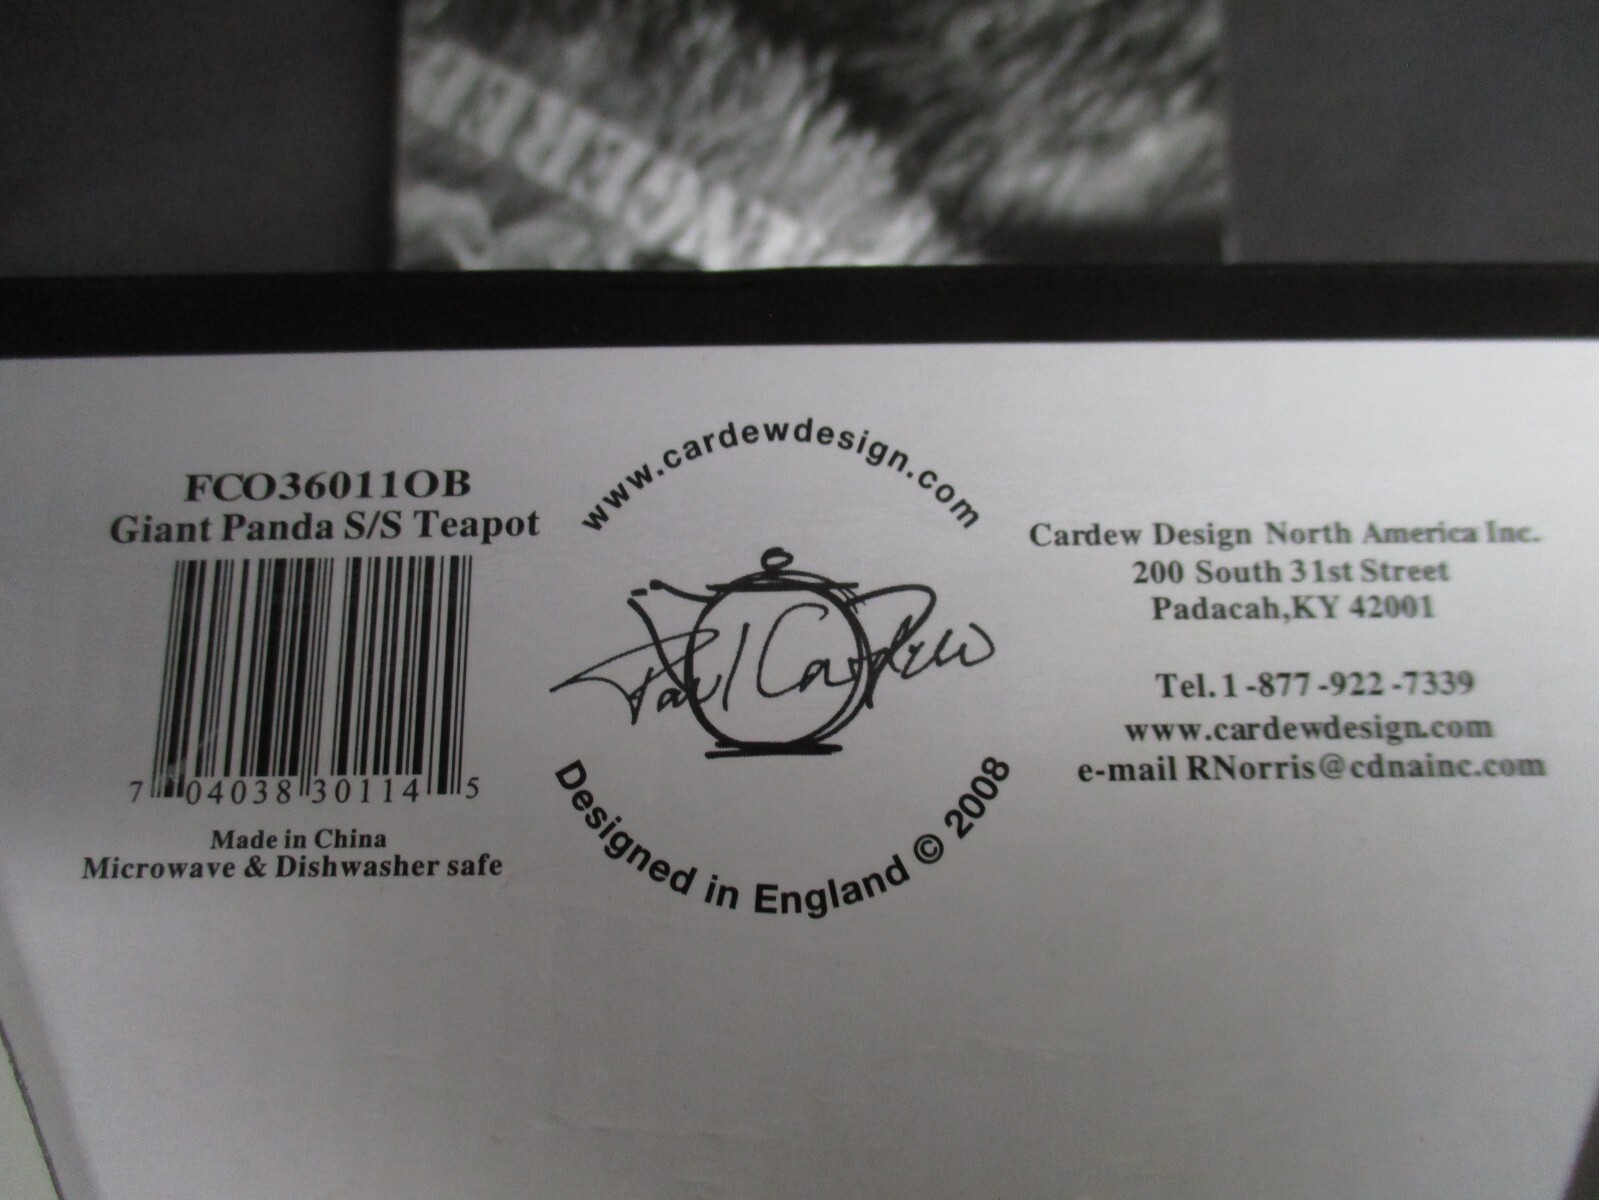 FCO36011OB
Giant Panda S/S Teapot
7 04038 30114 5
Made in China
Microwave & Dishwasher safe
www.cardewdesign.com
Paul Cardew
Designed in England © 2008
Cardew Design North America Inc.
200 South 31st Street
Padacah,KY 42001
Tel.1-877-922-7339
www.cardewdesign.com
e-mail RNorris@cdnainc.com